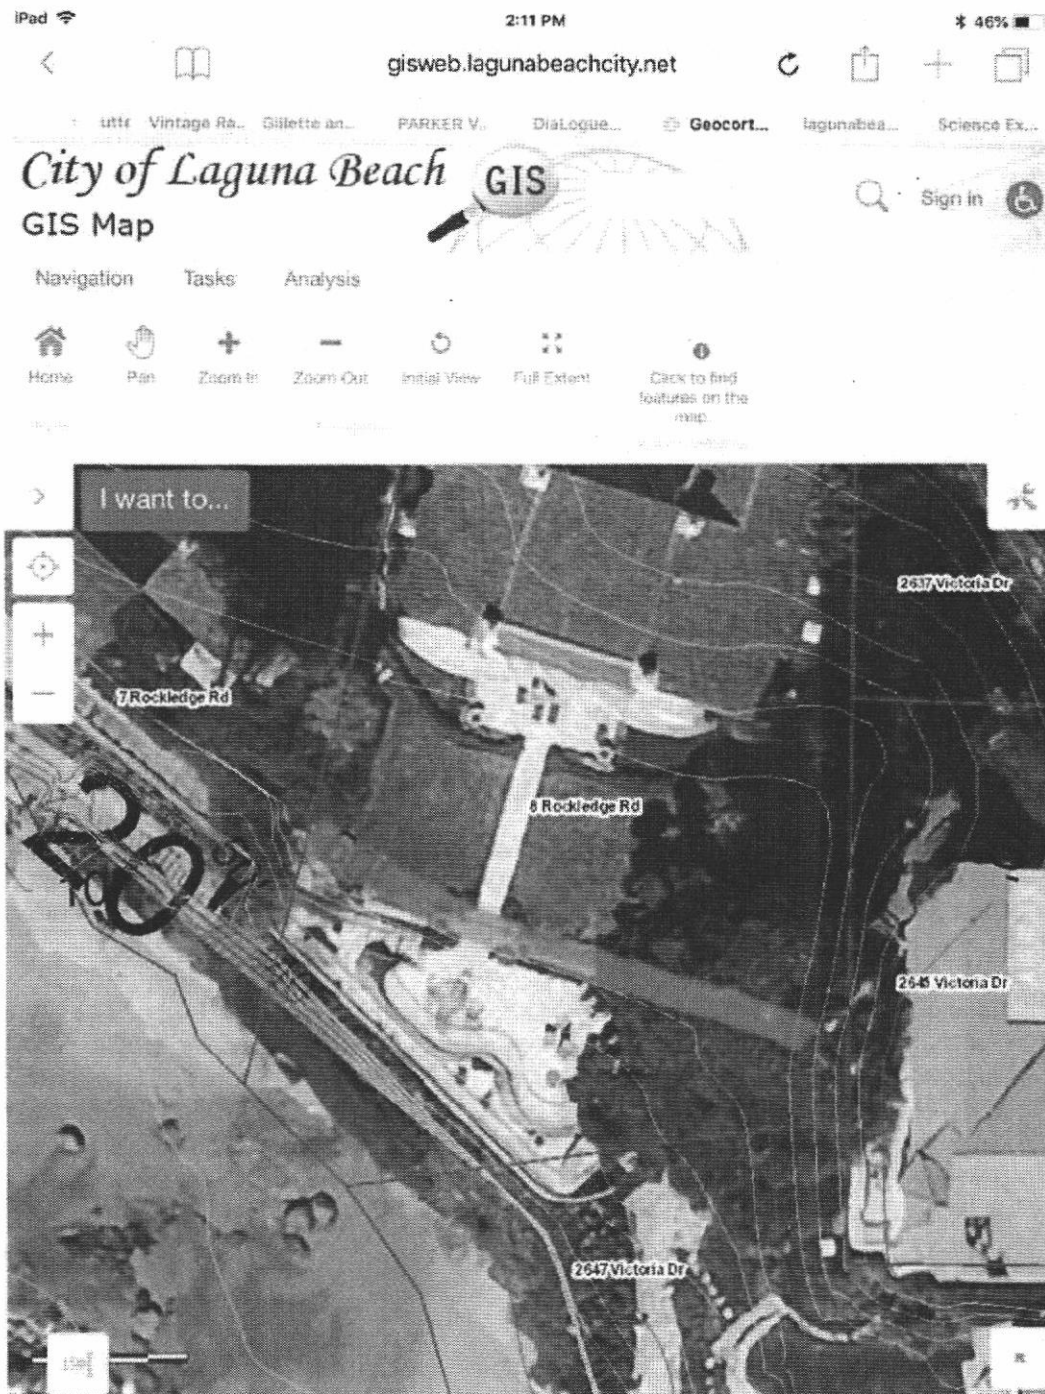 iPad 2:11 PM 46%
gisweb.lagunabeachcity.net
utte Vintage Ra... Gillette an... PARKER V... DiaLogue... Geocort... lagunabea... Science Ex...
City of Laguna Beach GIS
GIS Map
Sign in
Navigation Tasks Analysis
Home Pan Zoom In Zoom Out Initial View Full Extent Click to find
features on the
map.
I want to...
2637 Victoria Dr
7 Rockledge Rd
8 Rockledge Rd
2645 Victoria Dr
2647 Victoria Dr